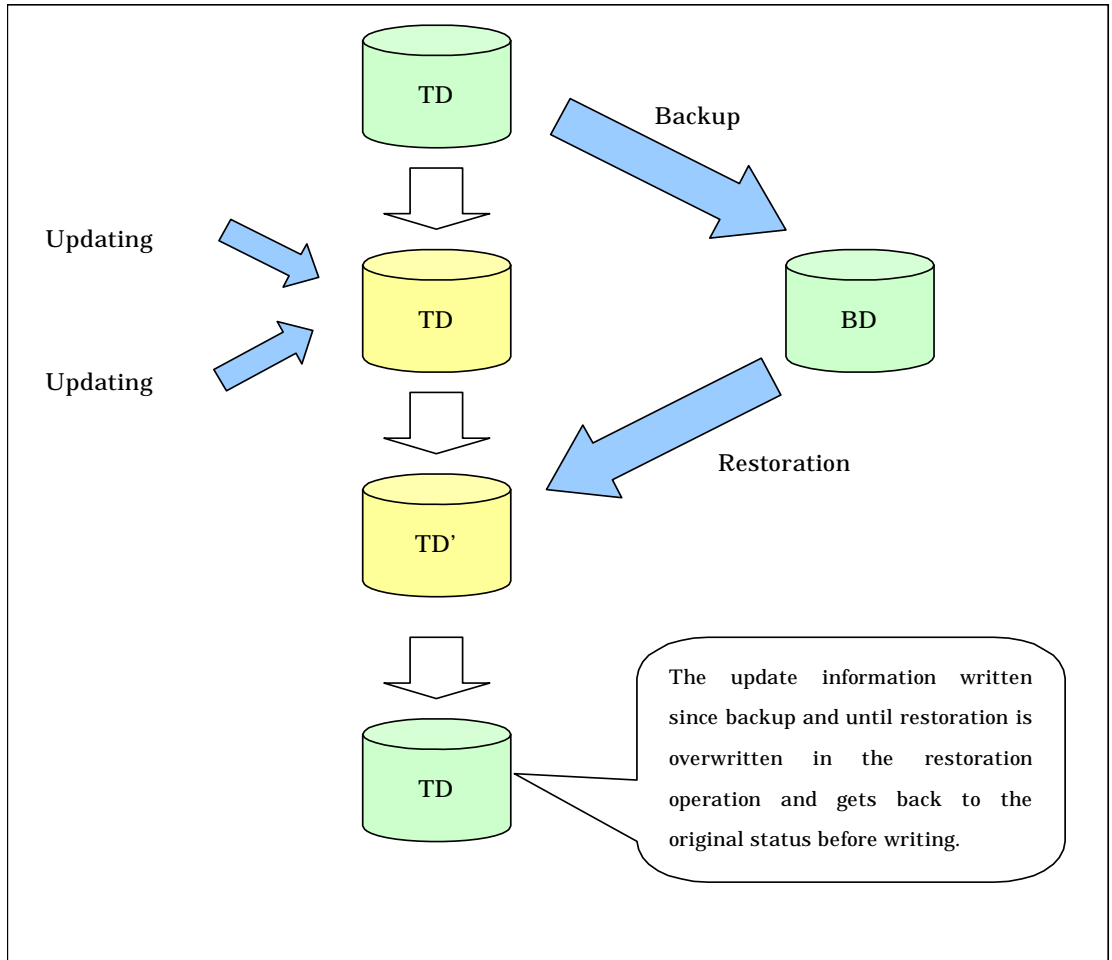 TD
Backup
Updating
TD
BD
Updating
Restoration
TD’
TD
The update information written
since backup and until restoration is
overwritten in the restoration
operation and gets back to the
original status before writing.